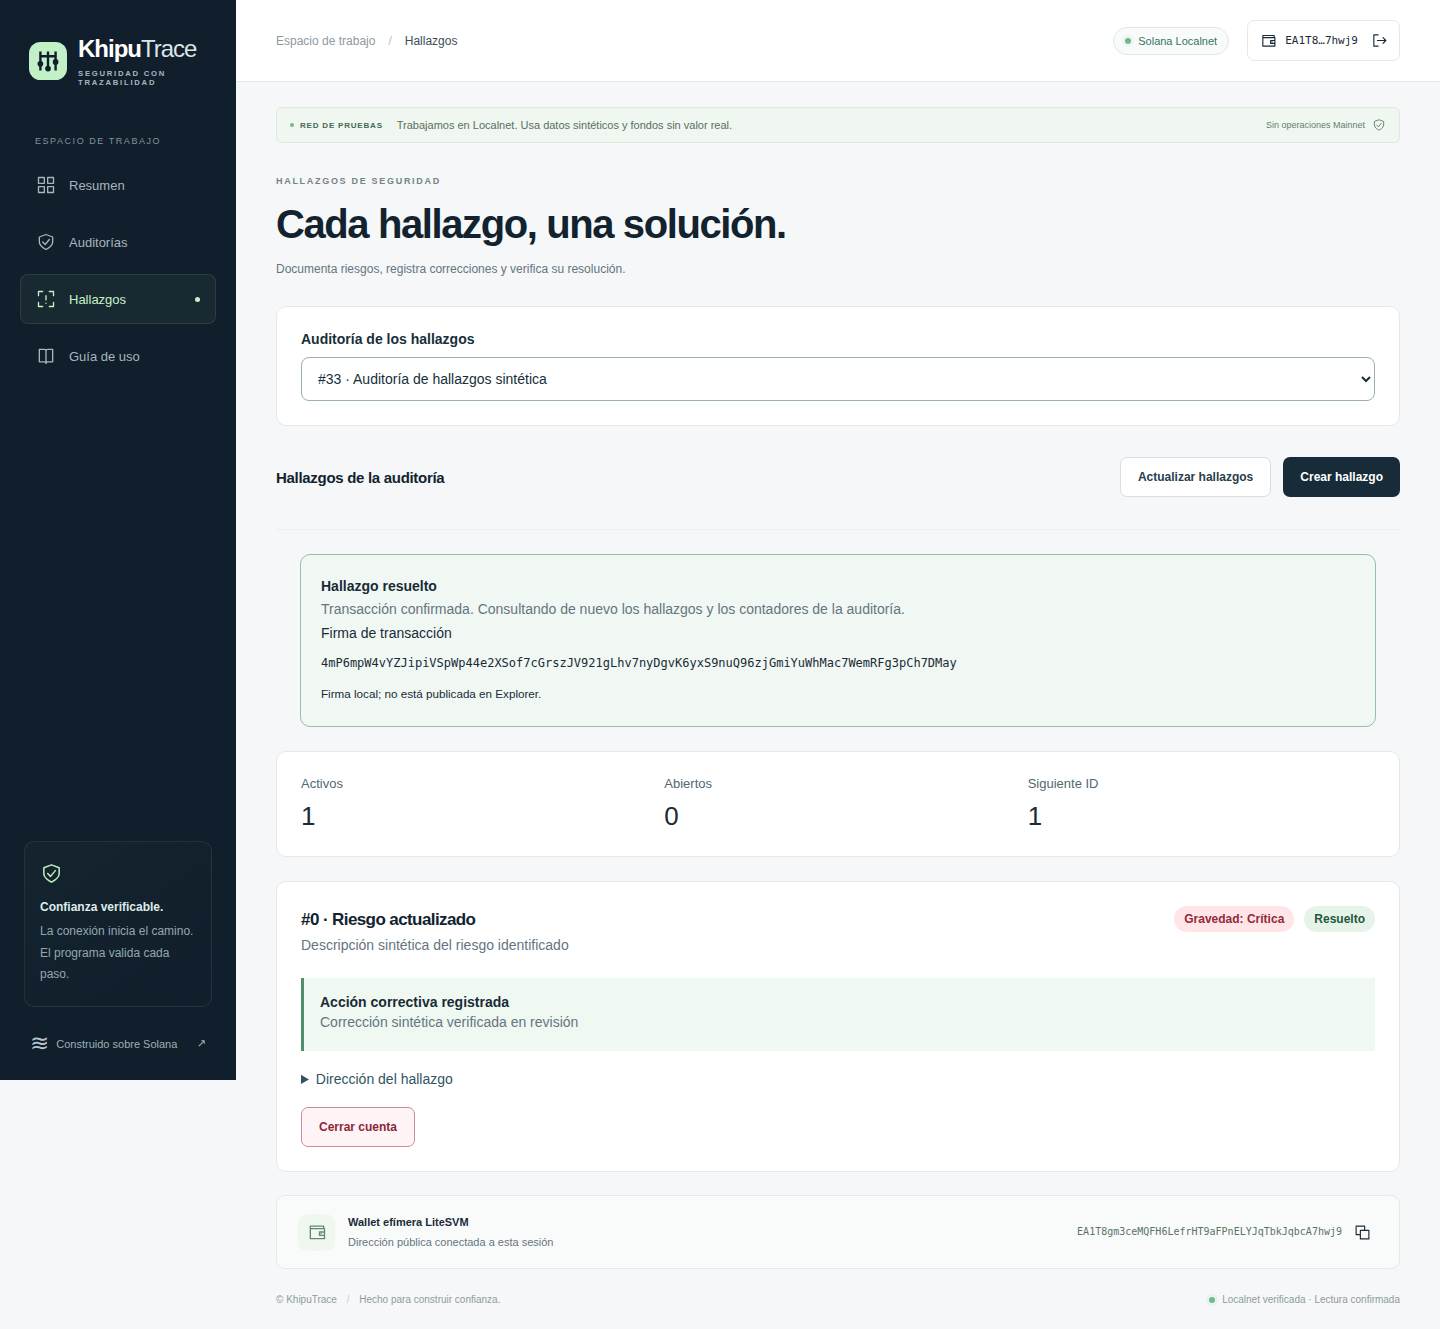 KhipuTrace
SEGURIDAD CON
TRAZABILIDAD
ESPACIO DE TRABAJO
Resumen
Auditorías
Hallazgos
Guía de uso
Confianza verificable.
La conexión inicia el camino.
El programa valida cada
paso.
Construido sobre Solana ↗
Espacio de trabajo / Hallazgos
Solana Localnet
EA1T8…7hwj9
RED DE PRUEBAS Trabajamos en Localnet. Usa datos sintéticos y fondos sin valor real.
Sin operaciones Mainnet
HALLAZGOS DE SEGURIDAD
Cada hallazgo, una solución.
Documenta riesgos, registra correcciones y verifica su resolución.
Auditoría de los hallazgos
#33 · Auditoría de hallazgos sintética
Hallazgos de la auditoría
Actualizar hallazgos
Crear hallazgo
Hallazgo resuelto
Transacción confirmada. Consultando de nuevo los hallazgos y los contadores de la auditoría.
Firma de transacción
4mP6mpW4vYZJipiVSpWp44e2XSof7cGrszJV921gLhv7nyDgvK6yxS9nuQ96zjGmiYuWhMac7WemRFg3pCh7DMay
Firma local; no está publicada en Explorer.
Activos
1
Abiertos
0
Siguiente ID
1
#0 · Riesgo actualizado
Gravedad: Crítica
Resuelto
Descripción sintética del riesgo identificado
Acción correctiva registrada
Corrección sintética verificada en revisión
Dirección del hallazgo
Cerrar cuenta
Wallet efímera LiteSVM
Dirección pública conectada a esta sesión
EA1T8gm3ceMQFH6LefrHT9aFPnELYJqTbkJqbcA7hwj9
© KhipuTrace / Hecho para construir confianza.
Localnet verificada · Lectura confirmada